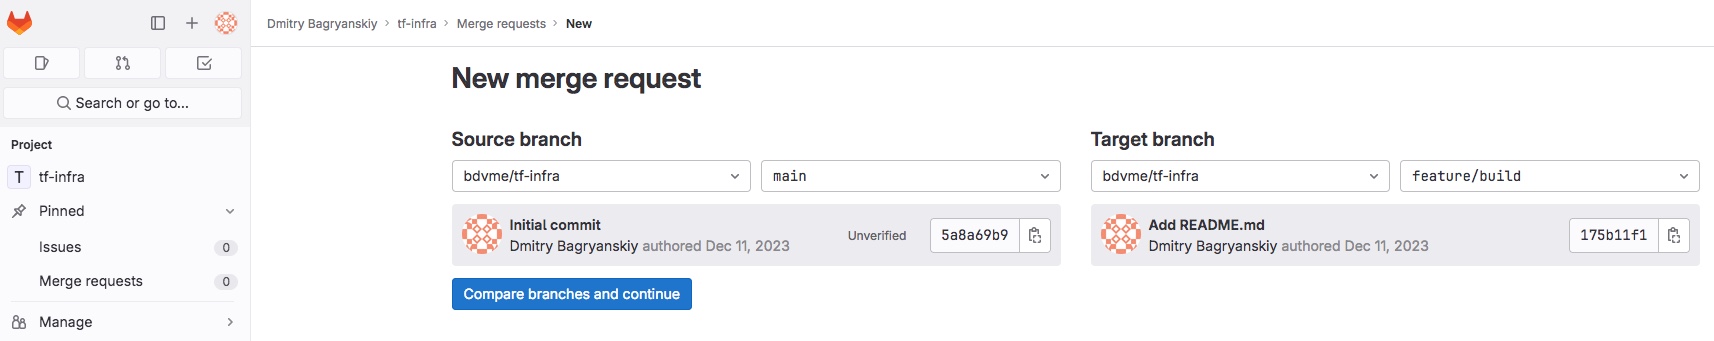 Dmitry Bagryanskiy > tf-infra > Merge requests > New
Search or go to...
Project
T tf-infra
Pinned
Issues 0
Merge requests 0
Manage
New merge request
Source branch
bdvme/tf-infra main
Initial commit
Dmitry Bagryanskiy authored Dec 11, 2023
Unverified 5a8a69b9
Target branch
bdvme/tf-infra feature/build
Add README.md
Dmitry Bagryanskiy authored Dec 11, 2023
175b11f1
Compare branches and continue